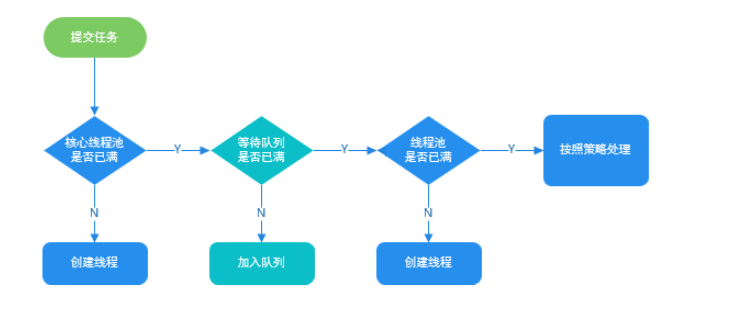 提交任务
核心线程池
是否已满
Y
等待队列
是否已满
Y
线程池
是否已满
Y
按照策略处理
N
N
N
创建线程
加入队列
创建线程